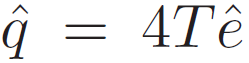 q̂ = 4Tê